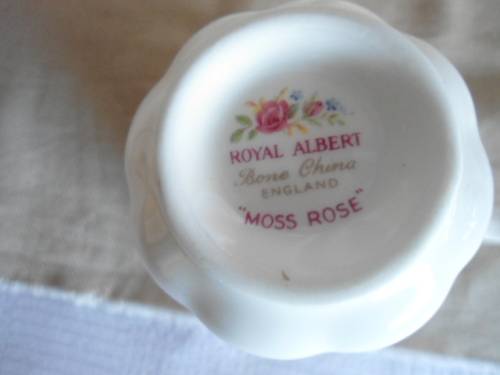 ROYAL ALBERT
Bone China
ENGLAND
"MOSS ROSE"